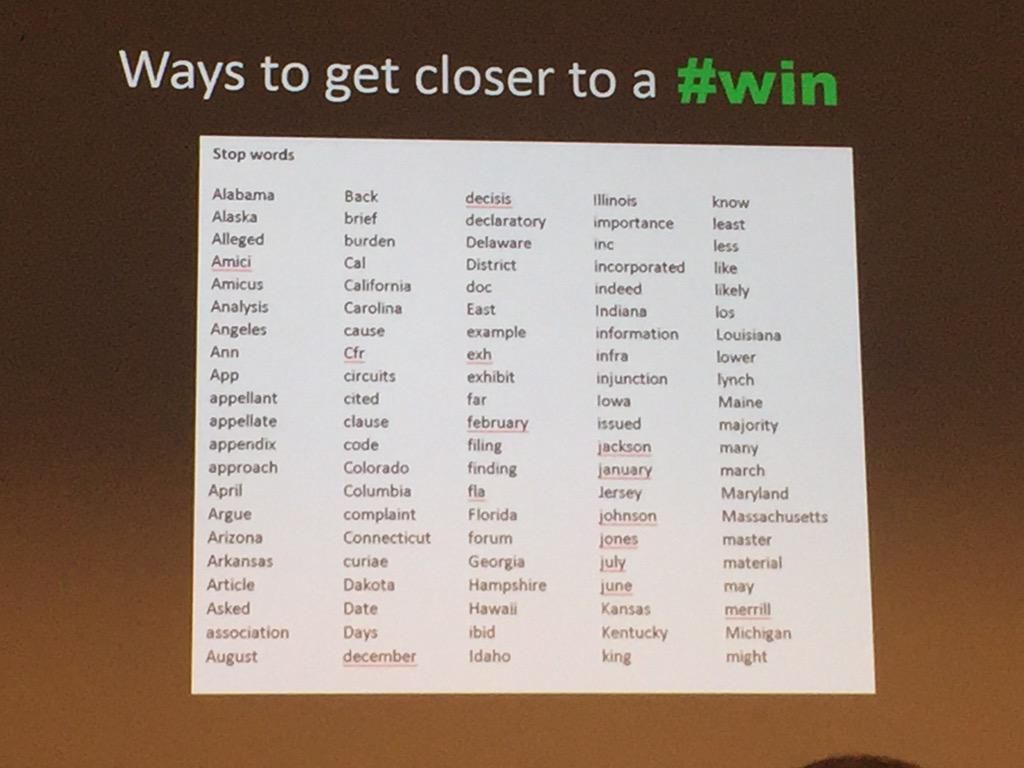 Ways to get closer to a #win
Stop words
Alabama Back decisis Illinois know
Alaska brief declaratory importance least
Alleged burden Delaware inc less
Amici Cal District incorporated like
Amicus California doc indeed likely
Analysis Carolina East Indiana los
Angeles cause example information Louisiana
Ann Cfr exh infra lower
App circuits exhibit injunction lynch
appellant cited far Iowa Maine
appellate clause february issued majority
appendix code filing jackson many
approach Colorado finding january march
April Columbia fla Jersey Maryland
Argue complaint Florida johnson Massachusetts
Arizona Connecticut forum jones master
Arkansas curiae Georgia july material
Article Dakota Hampshire june may
Asked Date Hawaii Kansas merrill
association Days ibid Kentucky Michigan
August december Idaho king might